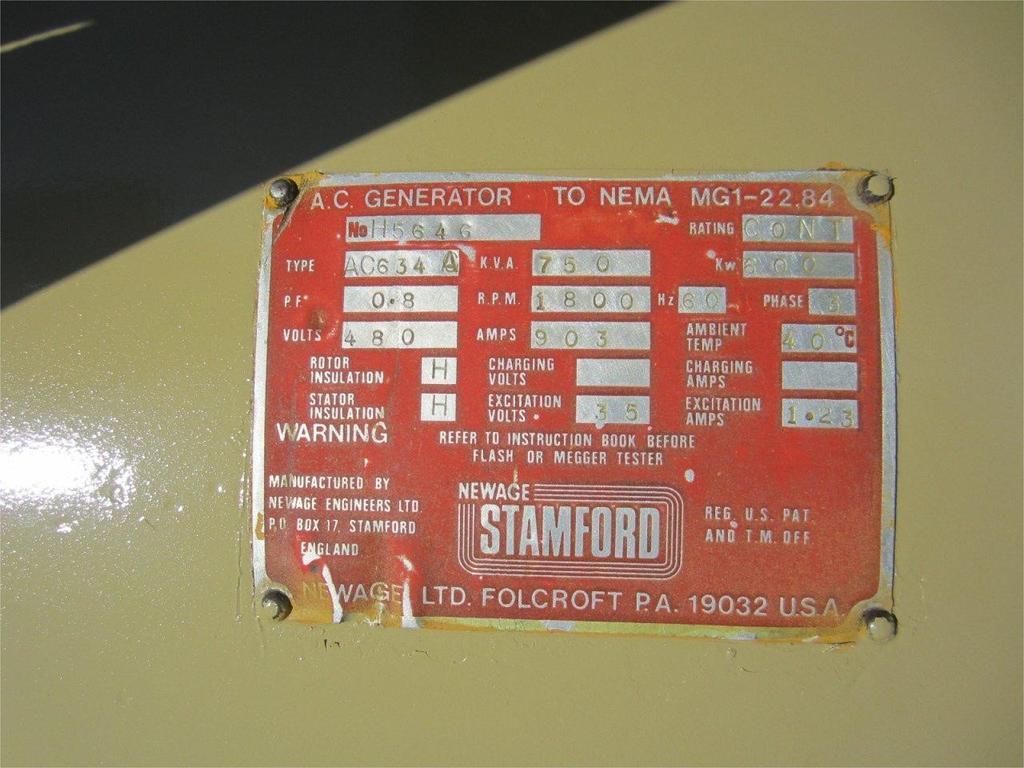 A.C. GENERATOR TO NEMA MG1-22.84
No H5646 RATING CONT
TYPE AC634A K.V.A. 750 Kw 600
P.F. 0.8 R.P.M. 1800 Hz 60 PHASE 3
VOLTS 480 AMPS 903 AMBIENT TEMP 40°C
ROTOR INSULATION H CHARGING VOLTS CHARGING AMPS
STATOR INSULATION H EXCITATION VOLTS 35 EXCITATION AMPS 1.23
WARNING REFER TO INSTRUCTION BOOK BEFORE
FLASH OR MEGGER TESTER
MANUFACTURED BY
NEWAGE ENGINEERS LTD.
P.O. BOX 17, STAMFORD
ENGLAND
NEWAGE
STAMFORD
REG. U.S. PAT.
AND T.M. OFF
NEWAGE LTD. FOLCROFT P.A. 19032 U.S.A.